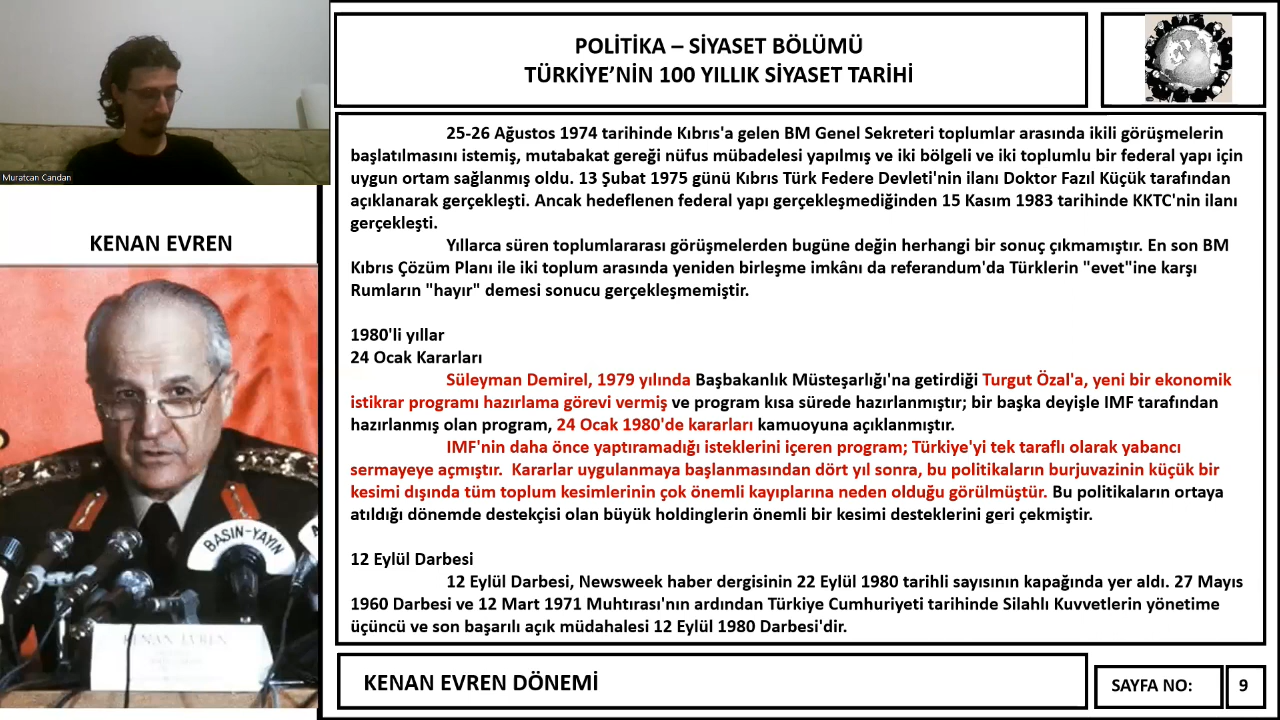 Muratcan Candan
KENAN EVREN
BASIN-YAYIN
KENAN EVREN
POLİTİKA – SİYASET BÖLÜMÜ
TÜRKİYE’NİN 100 YILLIK SİYASET TARİHİ
25-26 Ağustos 1974 tarihinde Kıbrıs'a gelen BM Genel Sekreteri toplumlar arasında ikili görüşmelerin
başlatılmasını istemiş, mutabakat gereği nüfus mübadelesi yapılmış ve iki bölgeli ve iki toplumlu bir federal yapı için
uygun ortam sağlanmış oldu. 13 Şubat 1975 günü Kıbrıs Türk Federe Devleti'nin ilanı Doktor Fazıl Küçük tarafından
açıklanarak gerçekleşti. Ancak hedeflenen federal yapı gerçekleşmediğinden 15 Kasım 1983 tarihinde KKTC'nin ilanı
gerçekleşti.
Yıllarca süren toplumlararası görüşmelerden bugüne değin herhangi bir sonuç çıkmamıştır. En son BM
Kıbrıs Çözüm Planı ile iki toplum arasında yeniden birleşme imkânı da referandum'da Türklerin "evet"ine karşı
Rumların "hayır" demesi sonucu gerçekleşmemiştir.
1980'li yıllar
24 Ocak Kararları
Süleyman Demirel, 1979 yılında Başbakanlık Müsteşarlığı'na getirdiği Turgut Özal'a, yeni bir ekonomik
istikrar programı hazırlama görevi vermiş ve program kısa sürede hazırlanmıştır; bir başka deyişle IMF tarafından
hazırlanmış olan program, 24 Ocak 1980'de kararları kamuoyuna açıklanmıştır.
IMF'nin daha önce yaptıramadığı isteklerini içeren program; Türkiye'yi tek taraflı olarak yabancı
sermayeye açmıştır. Kararlar uygulanmaya başlanmasından dört yıl sonra, bu politikaların burjuvazinin küçük bir
kesimi dışında tüm toplum kesimlerinin çok önemli kayıplarına neden olduğu görülmüştür. Bu politikaların ortaya
atıldığı dönemde destekçisi olan büyük holdinglerin önemli bir kesimi desteklerini geri çekmiştir.
12 Eylül Darbesi
12 Eylül Darbesi, Newsweek haber dergisinin 22 Eylül 1980 tarihli sayısının kapağında yer aldı. 27 Mayıs
1960 Darbesi ve 12 Mart 1971 Muhtırası'nın ardından Türkiye Cumhuriyeti tarihinde Silahlı Kuvvetlerin yönetime
üçüncü ve son başarılı açık müdahalesi 12 Eylül 1980 Darbesi'dir.
KENAN EVREN DÖNEMİ
SAYFA NO:
9